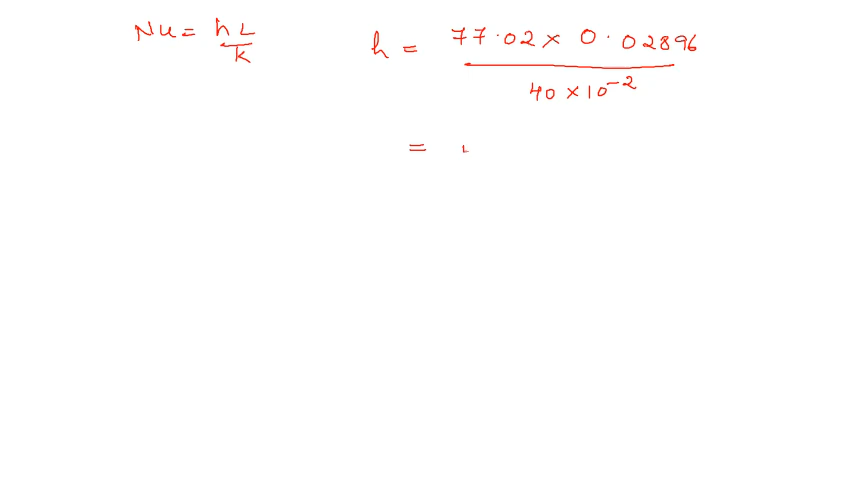 Nu = hL/K
h = 77.02 × 0.02896 / 40 × 10⁻²
=